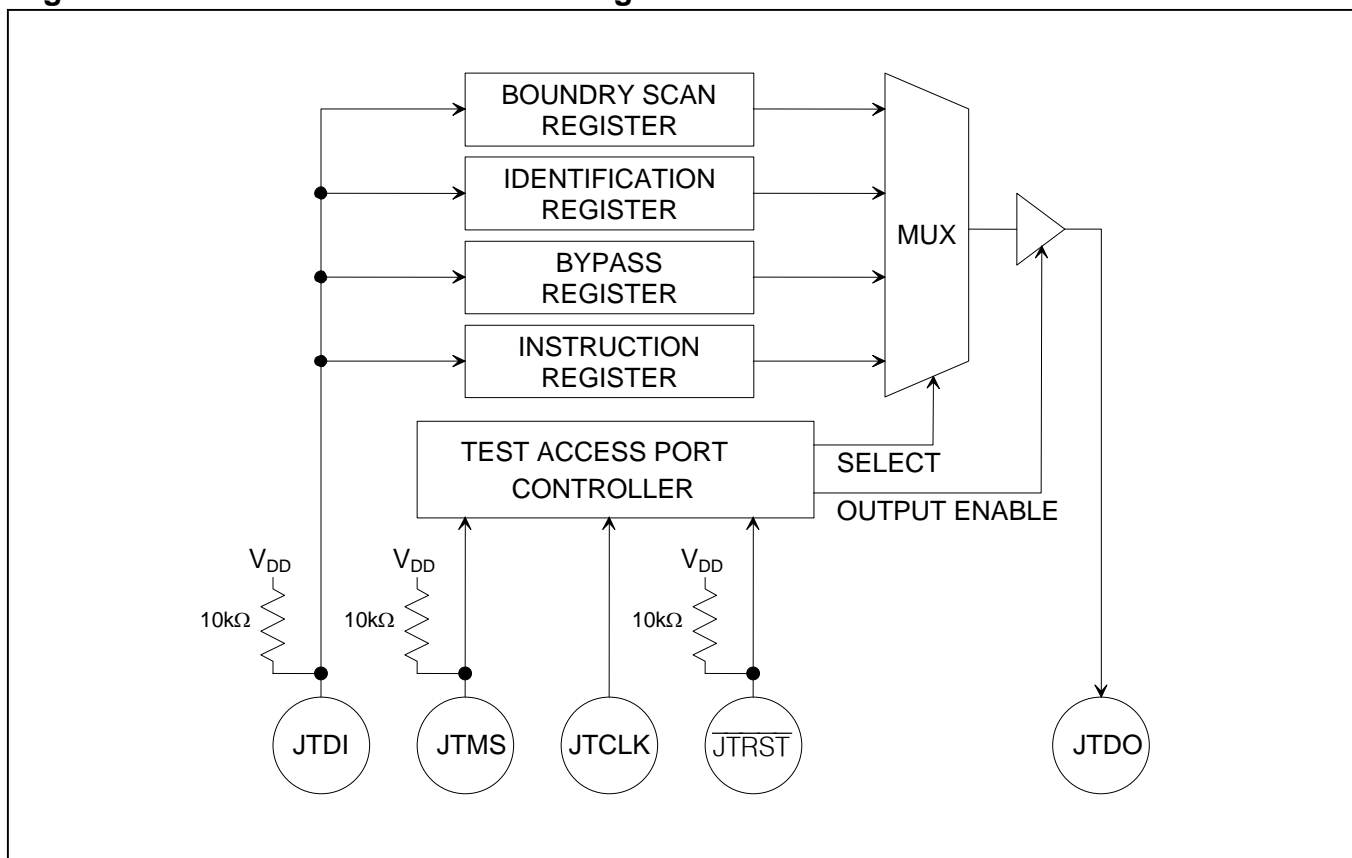 BOUNDRY SCAN
REGISTER
IDENTIFICATION
REGISTER
BYPASS
REGISTER
INSTRUCTION
REGISTER
MUX
TEST ACCESS PORT
CONTROLLER
SELECT
OUTPUT ENABLE
VDD
VDD
VDD
10kΩ
10kΩ
10kΩ
JTDI
JTMS
JTCLK
JTRST
JTDO